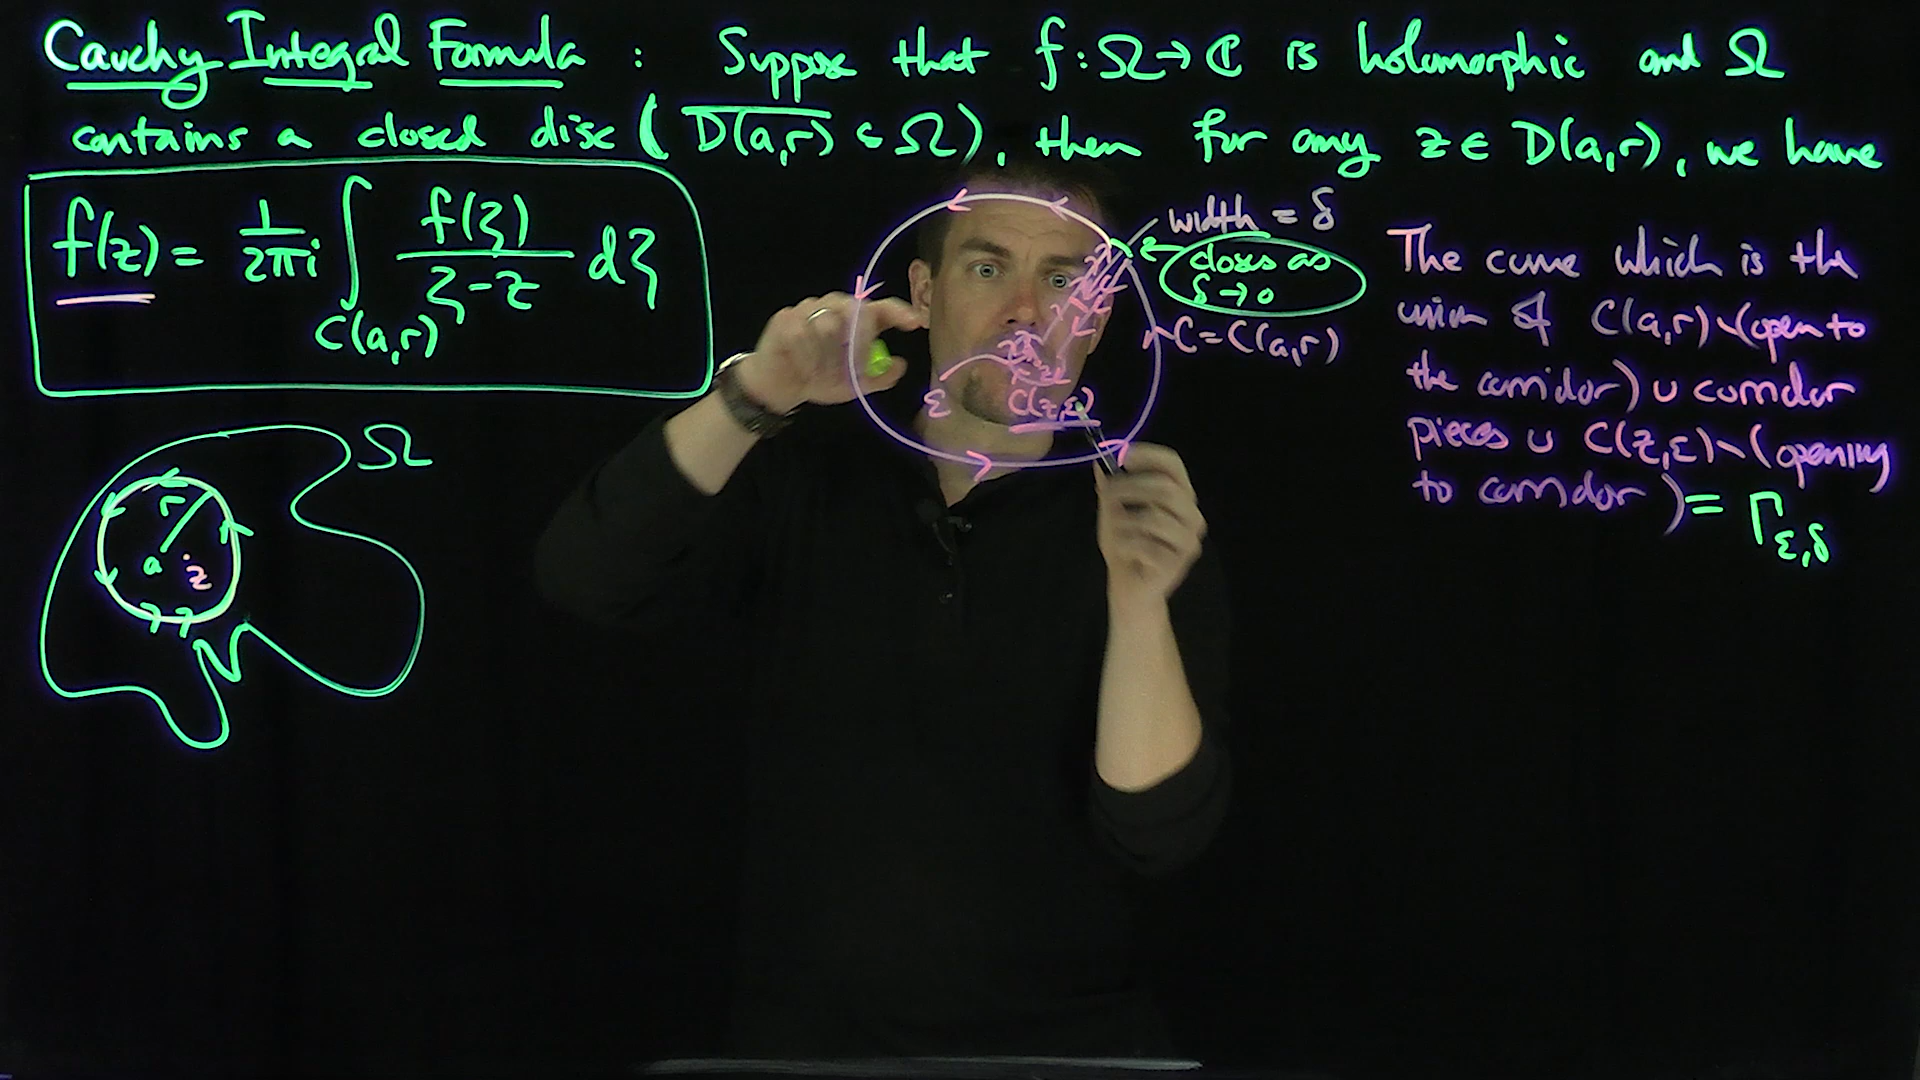 Cauchy Integral Formula : Suppose that f : Ω → ℂ is holomorphic and Ω
contains a closed disc ( D̅(̅a̅,̅r̅)̅ ⊂ Ω ), then for any z ∈ D(a,r), we have
f(z) = 1/2πi ∫_C(a,r) f(ζ)/ζ-z dζ
width = δ
closes as
δ → 0
C = C(a,r)
ε
C(z,ε)
The curve which is the
union of C(a,r) \ (open to
the corridor) ∪ corridor
pieces ∪ C(z,ε) \ (opening
to corridor) = Γ_ε,δ
Ω
r
a
z